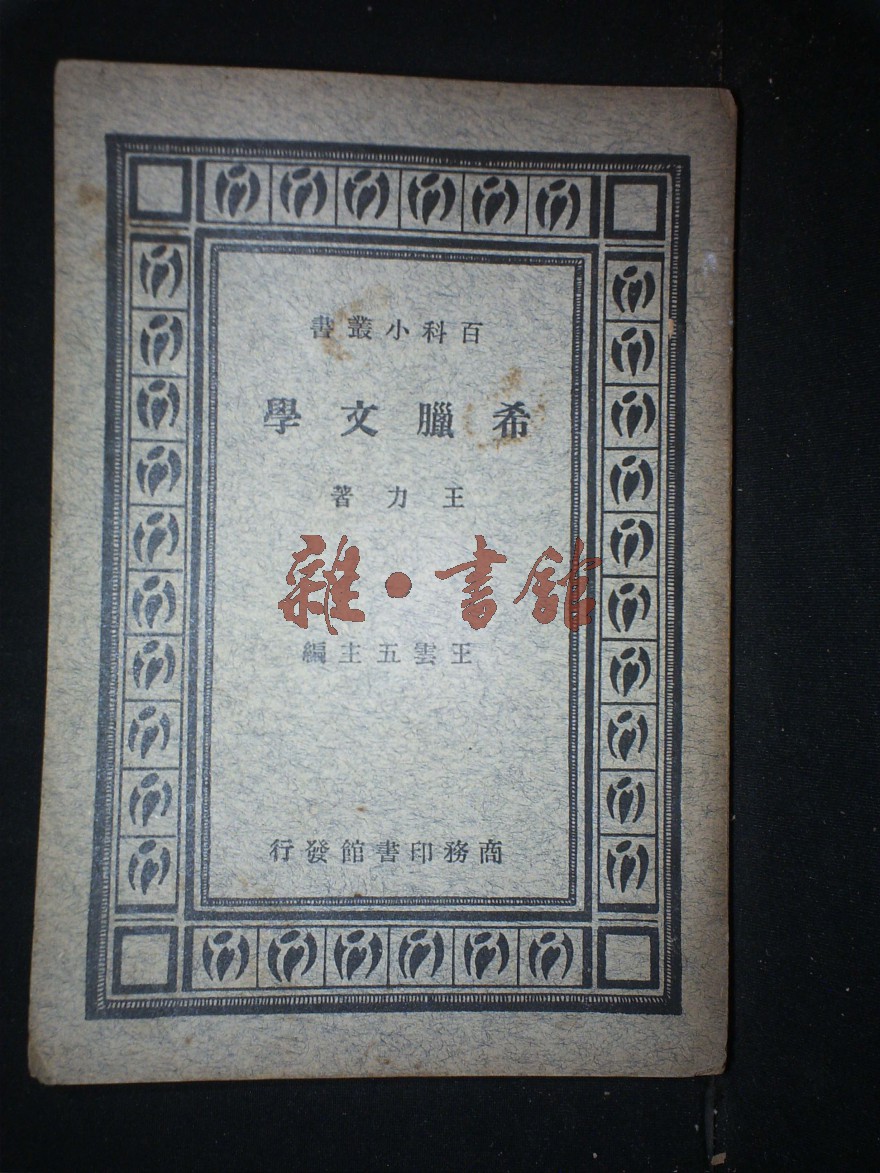 百科小叢書
希臘文學
王力著
雜·書館
王雲五主編
商務印書館發行